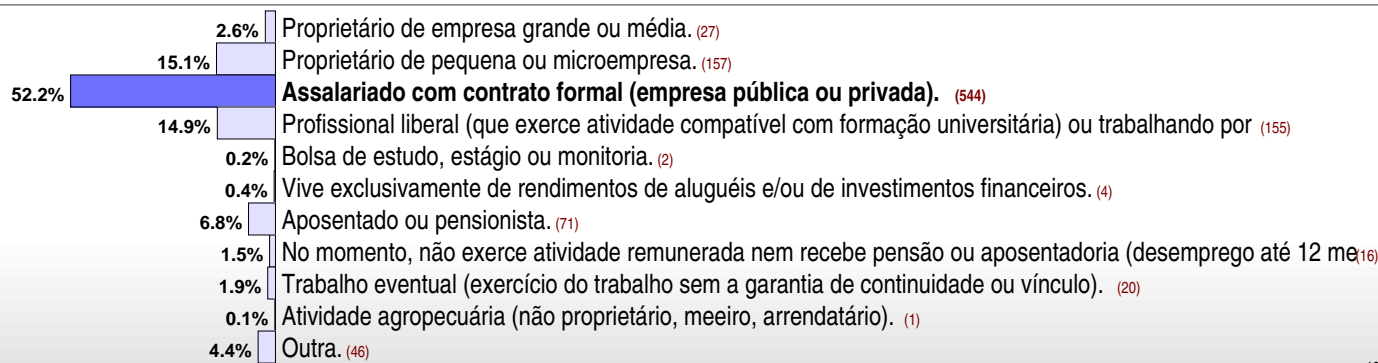 2.6% Proprietário de empresa grande ou média. (27)
15.1% Proprietário de pequena ou microempresa. (157)
52.2% Assalariado com contrato formal (empresa pública ou privada). (544)
14.9% Profissional liberal (que exerce atividade compatível com formação universitária) ou trabalhando por (155)
0.2% Bolsa de estudo, estágio ou monitoria. (2)
0.4% Vive exclusivamente de rendimentos de aluguéis e/ou de investimentos financeiros. (4)
6.8% Aposentado ou pensionista. (71)
1.5% No momento, não exerce atividade remunerada nem recebe pensão ou aposentadoria (desemprego até 12 me(16)
1.9% Trabalho eventual (exercício do trabalho sem a garantia de continuidade ou vínculo). (20)
0.1% Atividade agropecuária (não proprietário, meeiro, arrendatário). (1)
4.4% Outra. (46)